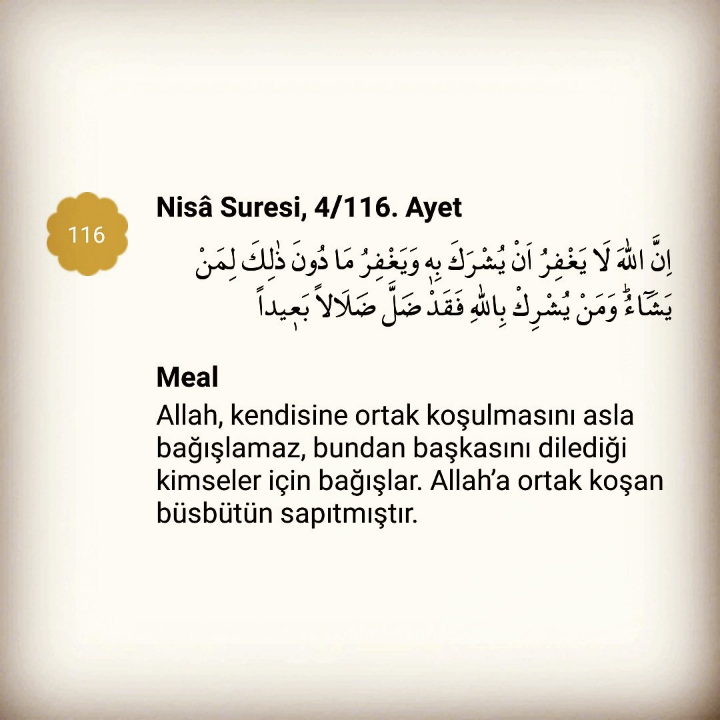 116
Nisâ Suresi, 4/116. Ayet
اِنَّ اللّٰهَ لَا يَغْفِرُ اَنْ يُشْرَكَ بِه۪ وَيَغْفِرُ مَا دُونَ ذٰلِكَ لِمَنْ
يَشَٓاءُۜ وَمَنْ يُشْرِكْ بِاللّٰهِ فَقَدْ ضَلَّ ضَلَالاً بَع۪يداً
Meal
Allah, kendisine ortak koşulmasını asla
bağışlamaz, bundan başkasını dilediği
kimseler için bağışlar. Allah’a ortak koşan
büsbütün sapıtmıştır.